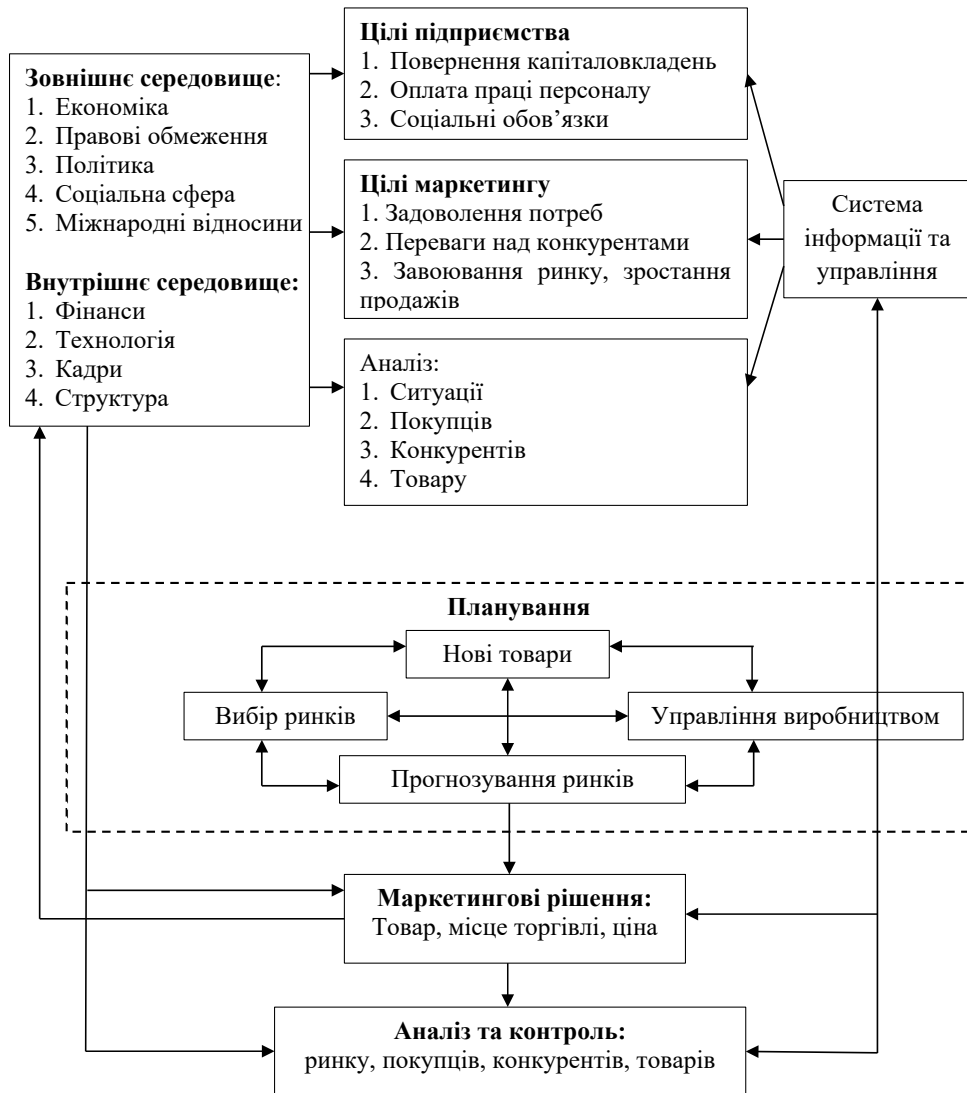 Зовнішнє середовище:
1. Економіка
2. Правові обмеження
3. Політика
4. Соціальна сфера
5. Міжнародні відносини
Внутрішнє середовище:
1. Фінанси
2. Технологія
3. Кадри
4. Структура
Цілі підприємства
1. Повернення капіталовкладень
2. Оплата праці персоналу
3. Соціальні обов’язки
Цілі маркетингу
1. Задоволення потреб
2. Переваги над конкурентами
3. Завоювання ринку, зростання
продажів
Аналіз:
1. Ситуації
2. Покупців
3. Конкурентів
4. Товару
Система
інформації та
управління
Планування
Нові товари
Вибір ринків
Управління виробництвом
Прогнозування ринків
Маркетингові рішення:
Товар, місце торгівлі, ціна
Аналіз та контроль:
ринку, покупців, конкурентів, товарів